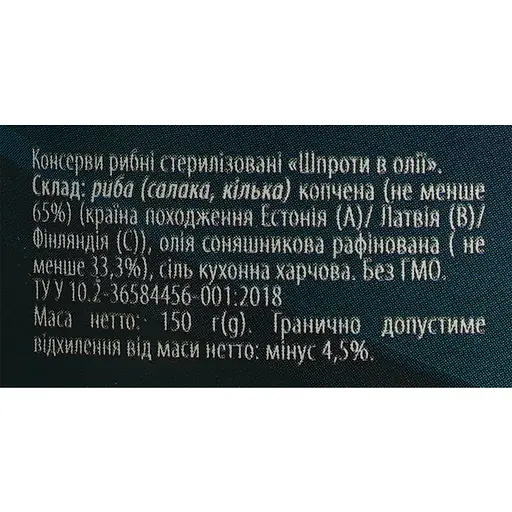 Консерви рибні стерилізовані «Шпроти в олії».
Склад: риба (салака, кілька) копчена (не менше
65%) (країна походження Естонія (А)/ Латвія (В)/
Фінляндія (С)), олія соняшникова рафінована ( не
менше 33,3%), сіль кухонна харчова. Без ГМО.
ТУ У 10.2-36584456-001:2018
Маса нетто: 150 г(g). Гранично допустиме
відхилення від маси нетто: мінус 4,5%.